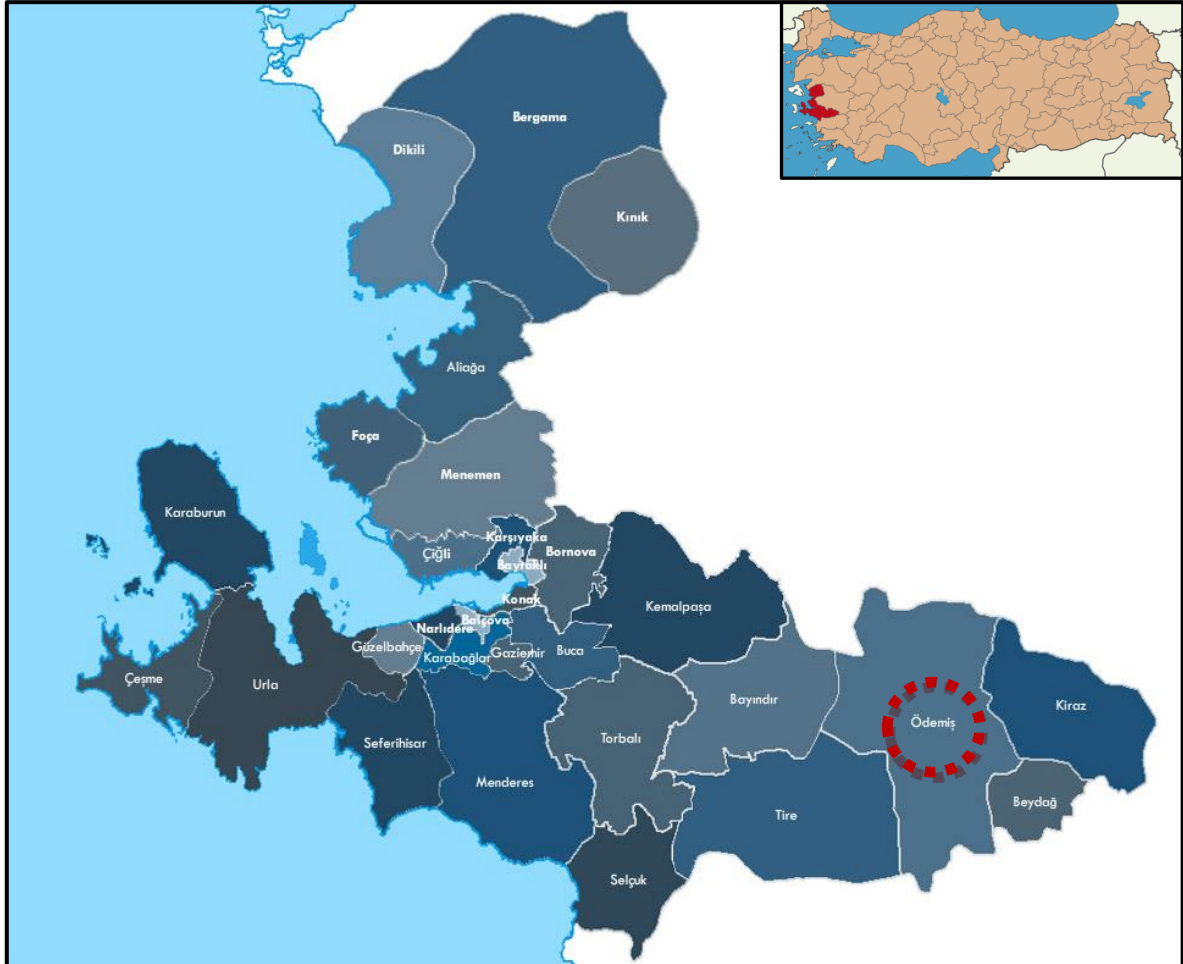 Bergama
Dikili
Kınık
Aliağa
Foça
Menemen
Karaburun
Karşıyaka
Bornova
Çiğli
Bayraklı
Konak
Kemalpaşa
Balçova
Narlıdere
Güzelbahçe
Karabağlar
Gaziemir
Buca
Çeşme
Urla
Bayındır
Kiraz
Seferihisar
Ödemiş
Torbalı
Menderes
Beydağ
Tire
Selçuk